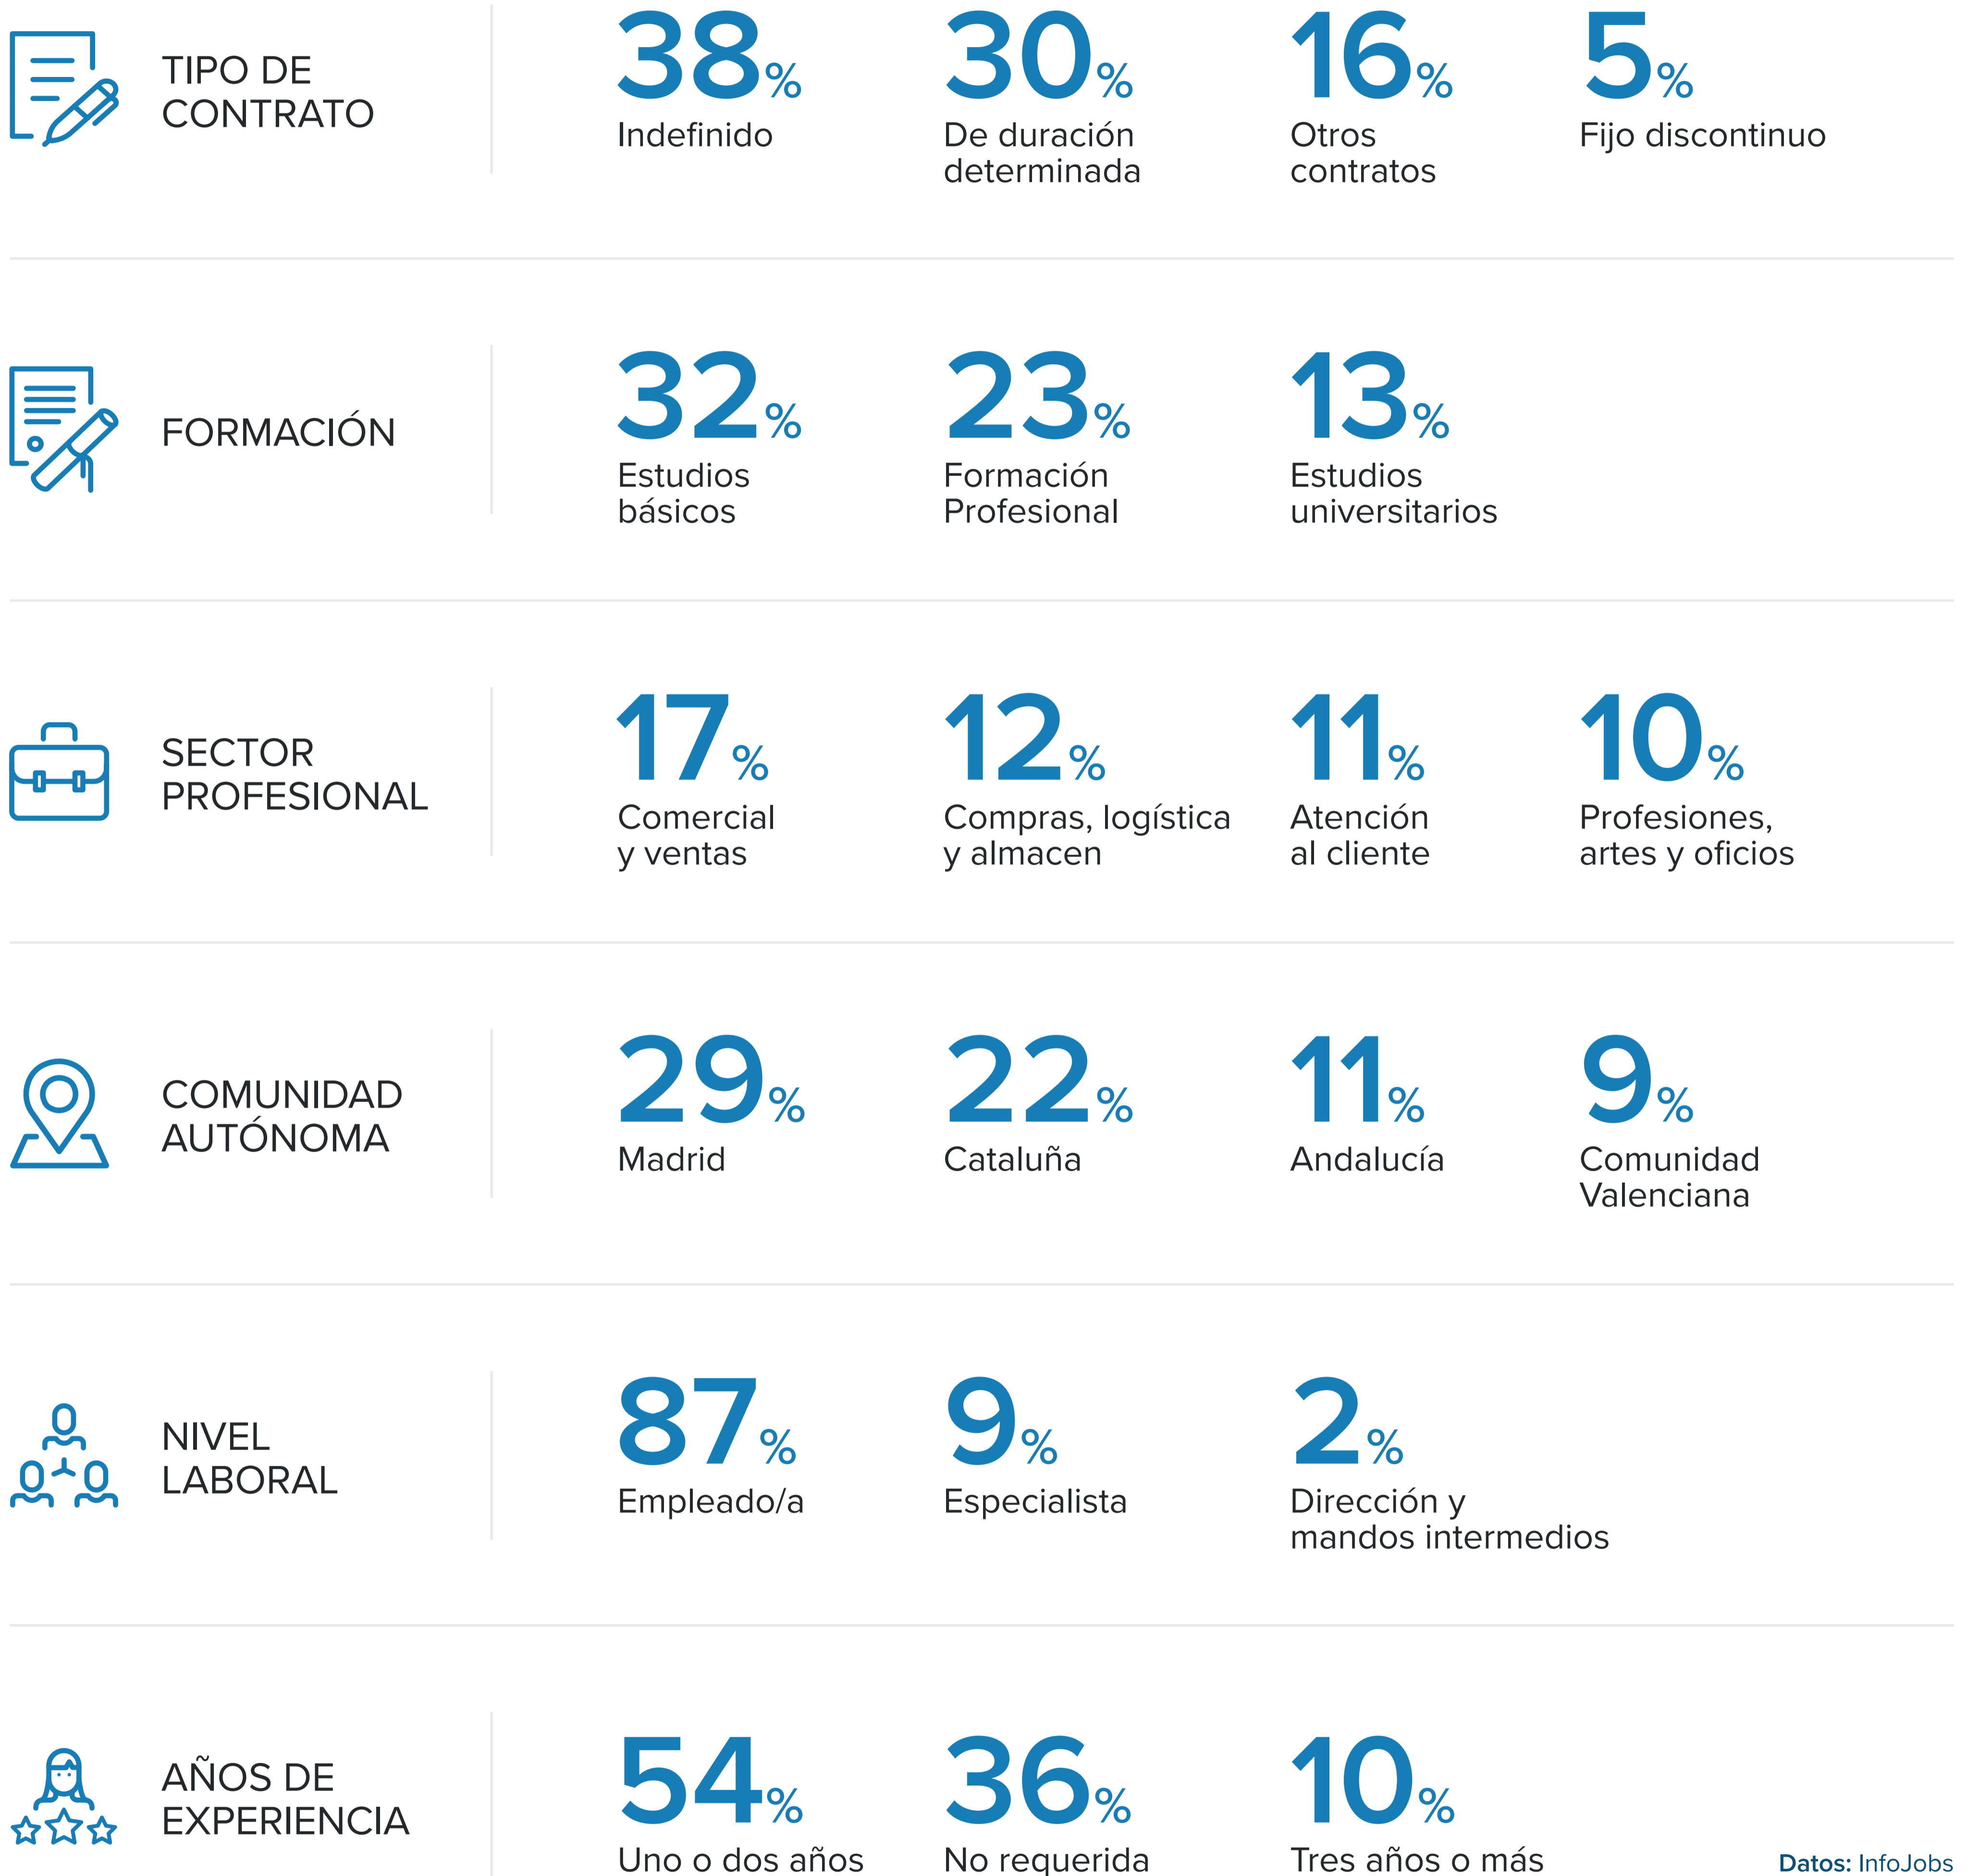 TIPO DE
CONTRATO
38%
Indefinido
30%
De duración
determinada
16%
Otros
contratos
5%
Fijo discontinuo
FORMACIÓN
32%
Estudios
básicos
23%
Formación
Profesional
13%
Estudios
universitarios
SECTOR
PROFESIONAL
17%
Comercial
y ventas
12%
Compras, logística
y almacen
11%
Atención
al cliente
10%
Profesiones,
artes y oficios
COMUNIDAD
AUTÓNOMA
29%
Madrid
22%
Cataluña
11%
Andalucía
9%
Comunidad
Valenciana
NIVEL
LABORAL
87%
Empleado/a
9%
Especialista
2%
Dirección y
mandos intermedios
AÑOS DE
EXPERIENCIA
54%
Uno o dos años
36%
No requerida
10%
Tres años o más
Datos: InfoJobs